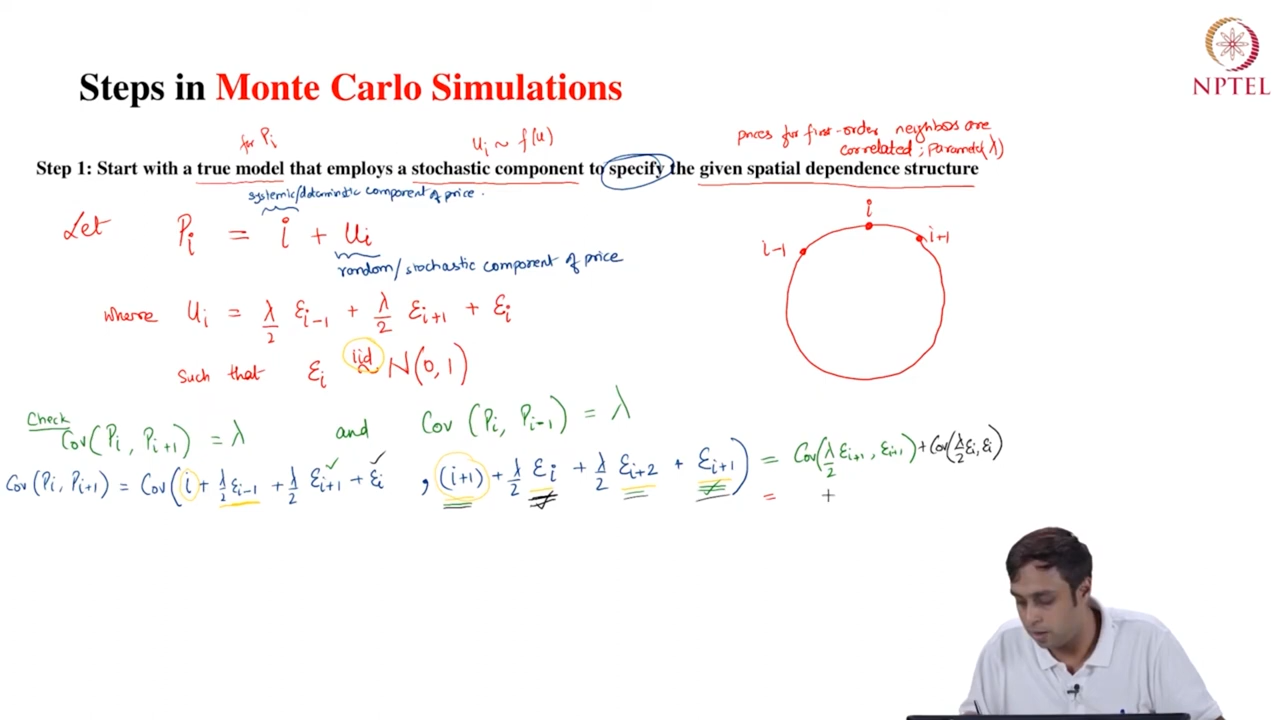 NPTEL
Steps in Monte Carlo Simulations
for Pi
ui ~ f(u)
prices for first-order neighbors are
correlated; parameter(λ)
Step 1: Start with a true model that employs a stochastic component to specify the given spatial dependence structure
systemic/deterministic component of price.
Let Pi = i + ui
random/stochastic component of price
i
i-1
i+1
where ui = λ/2 εi-1 + λ/2 εi+1 + εi
such that εi iid ~ N(0,1)
Check
Cov(Pi, Pi+1) = λ and Cov (Pi, Pi-1) = λ
Cov(Pi, Pi+1) = Cov(i + λ/2 εi-1 + λ/2 εi+1 + εi , (i+1) + λ/2 εi + λ/2 εi+2 + εi+1) = Cov(λ/2 εi+1, εi+1) + Cov(λ/2 εi, εi)
= +